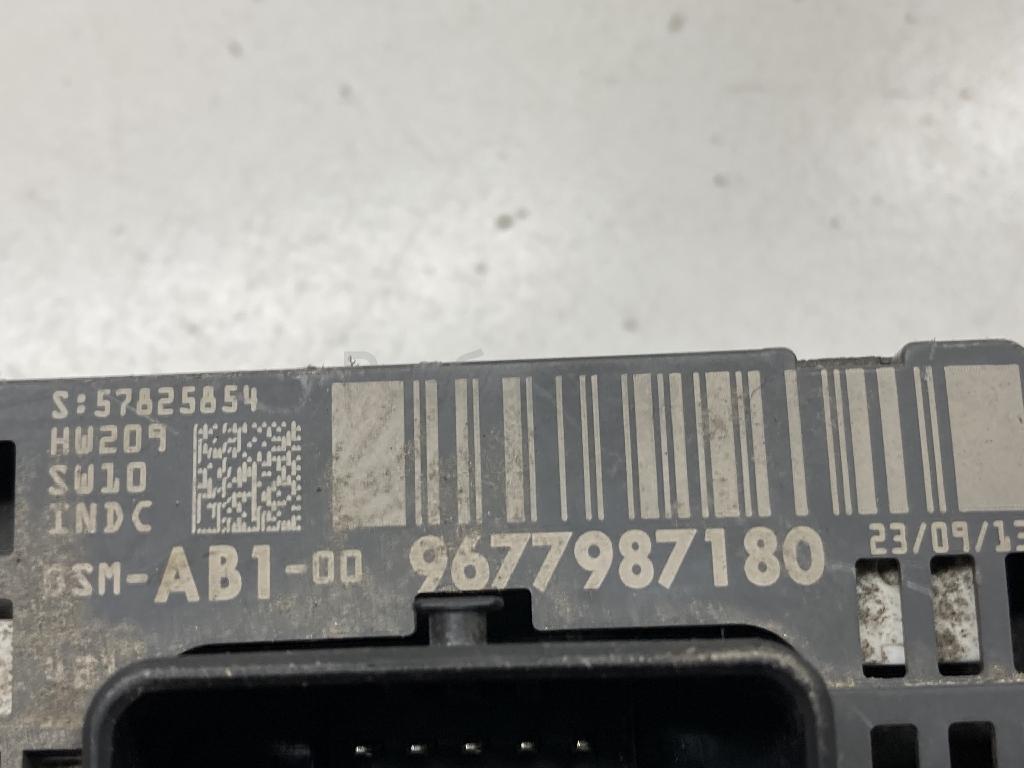 S:57825854
HW209
SW10
INDC
BSM-AB1-00
9677987180
23/09/13